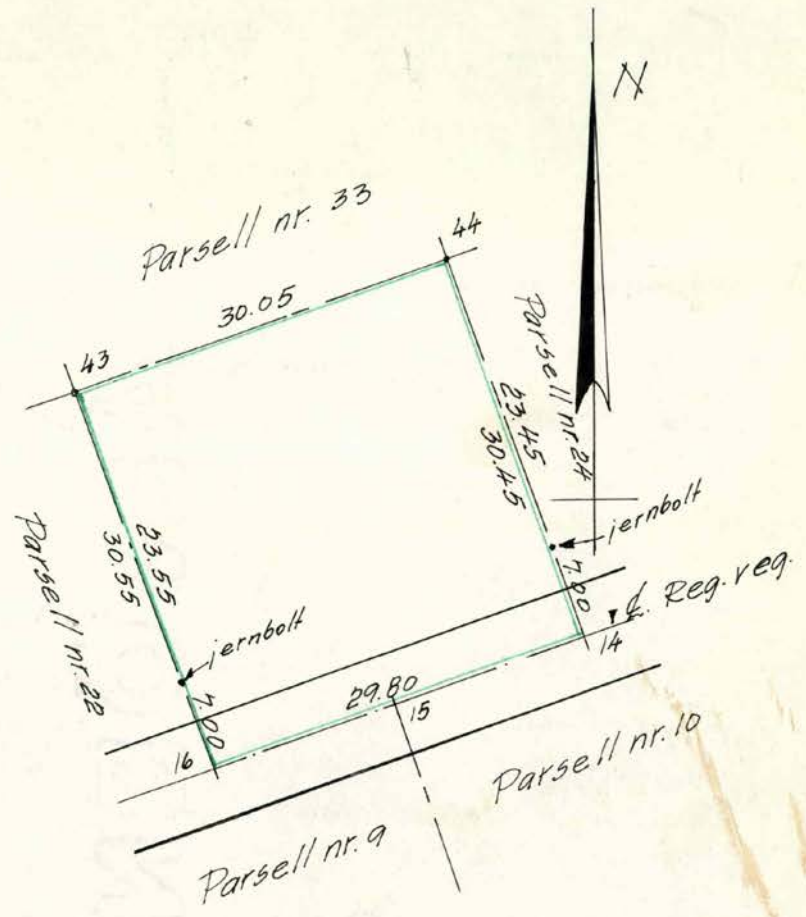 N
Parsell nr. 33
44
30.05
43
Parsell nr. 24
23.45
30.45
jernbolt
7.00
Parsell nr. 22
23.55
30.55
jernbolt
7.00
℄ Reg. veg.
14
29.80
15
16
Parsell nr. 10
Parsell nr. 9